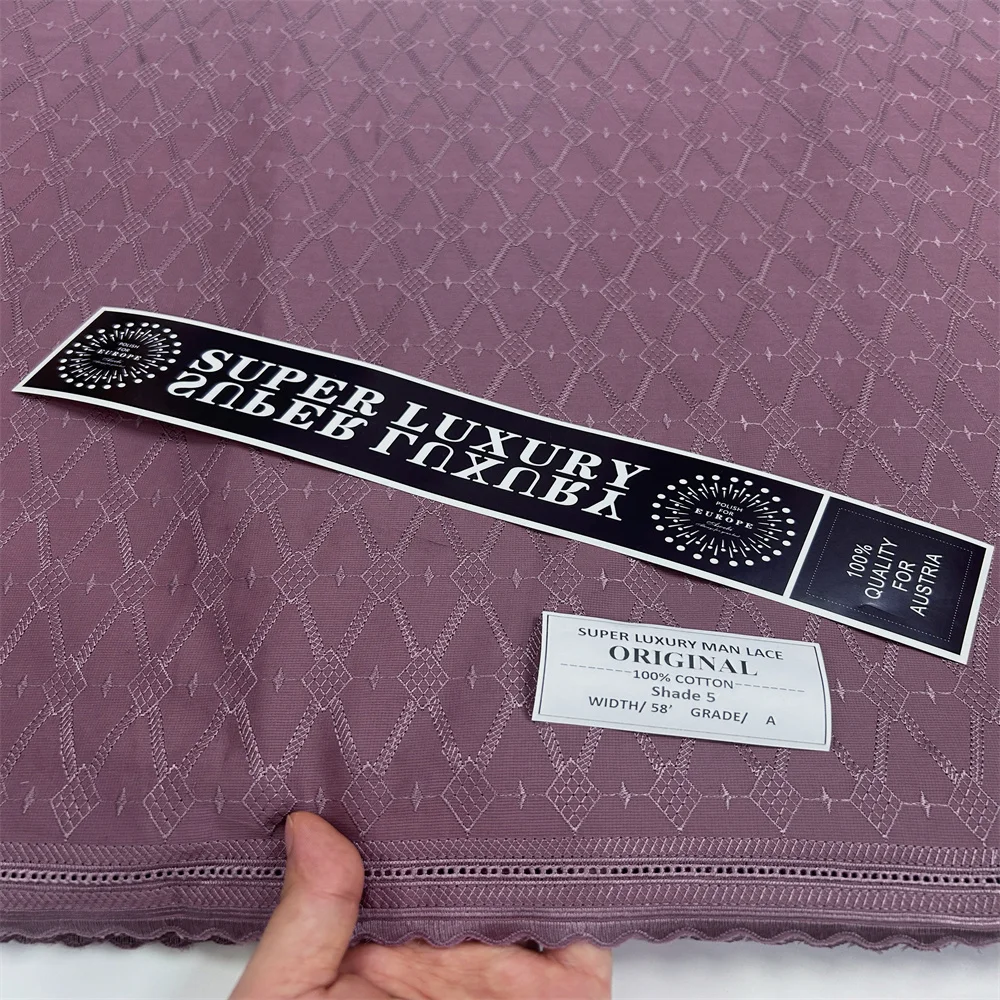 POLISH
FOR
EUROPE
SUPER LUXURY
SUPER LUXURY
POLISH
FOR
EUROPE
100%
QUALITY
FOR
AUSTRIA
SUPER LUXURY MAN LACE
ORIGINAL
100% COTTON
Shade 5
WIDTH/ 58' GRADE/ A